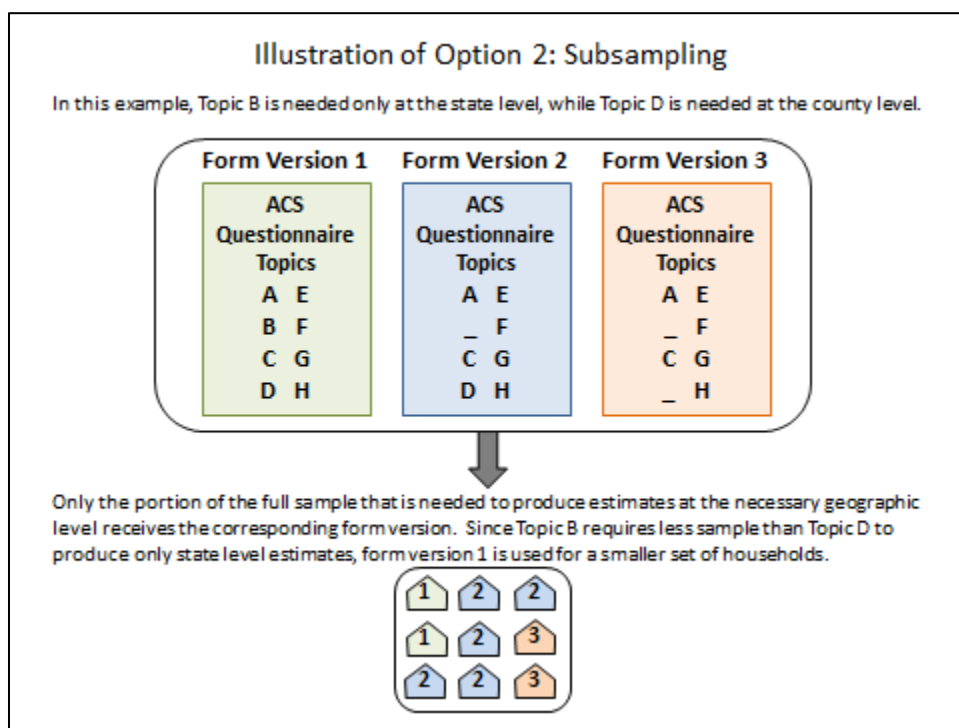 Illustration of Option 2: Subsampling
In this example, Topic B is needed only at the state level, while Topic D is needed at the county level.
Form Version 1 Form Version 2 Form Version 3
ACS
Questionnaire
Topics
A E
B F
C G
D H
ACS
Questionnaire
Topics
A E
_ F
C G
D H
ACS
Questionnaire
Topics
A E
_ F
C G
_ H
Only the portion of the full sample that is needed to produce estimates at the necessary geographic
level receives the corresponding form version. Since Topic B requires less sample than Topic D to
produce only state level estimates, form version 1 is used for a smaller set of households.
1 2 2
1 2 3
2 2 3